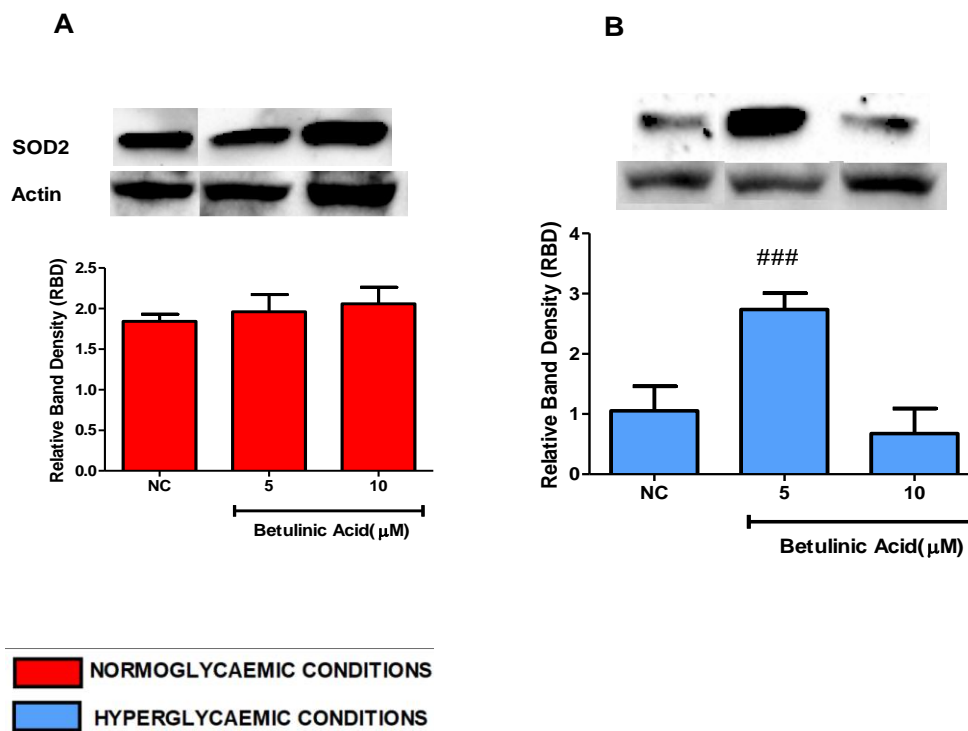 A
SOD2
Actin
Relative Band Density (RBD)
2.5
2.0
1.5
1.0
0.5
0.0
NC 5 10
Betulinic Acid(μM)
B
Relative Band Density (RBD)
4
3
2
1
0
###
NC 5 10
Betulinic Acid(μM)
NORMOGLYCAEMIC CONDITIONS
HYPERGLYCAEMIC CONDITIONS